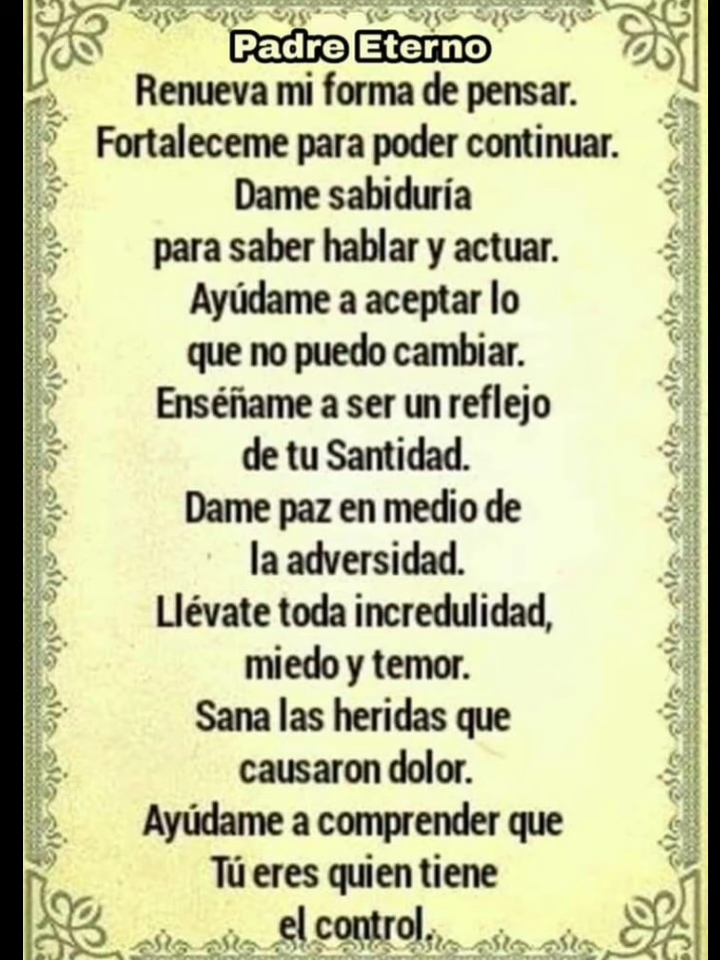 Padre Eterno
Renueva mi forma de pensar.
Fortaleceme para poder continuar.
Dame sabiduría
para saber hablar y actuar.
Ayúdame a aceptar lo
que no puedo cambiar.
Enséñame a ser un reflejo
de tu Santidad.
Dame paz en medio de
la adversidad.
Llévate toda incredulidad,
miedo y temor.
Sana las heridas que
causaron dolor.
Ayúdame a comprender que
Tú eres quien tiene
el control.